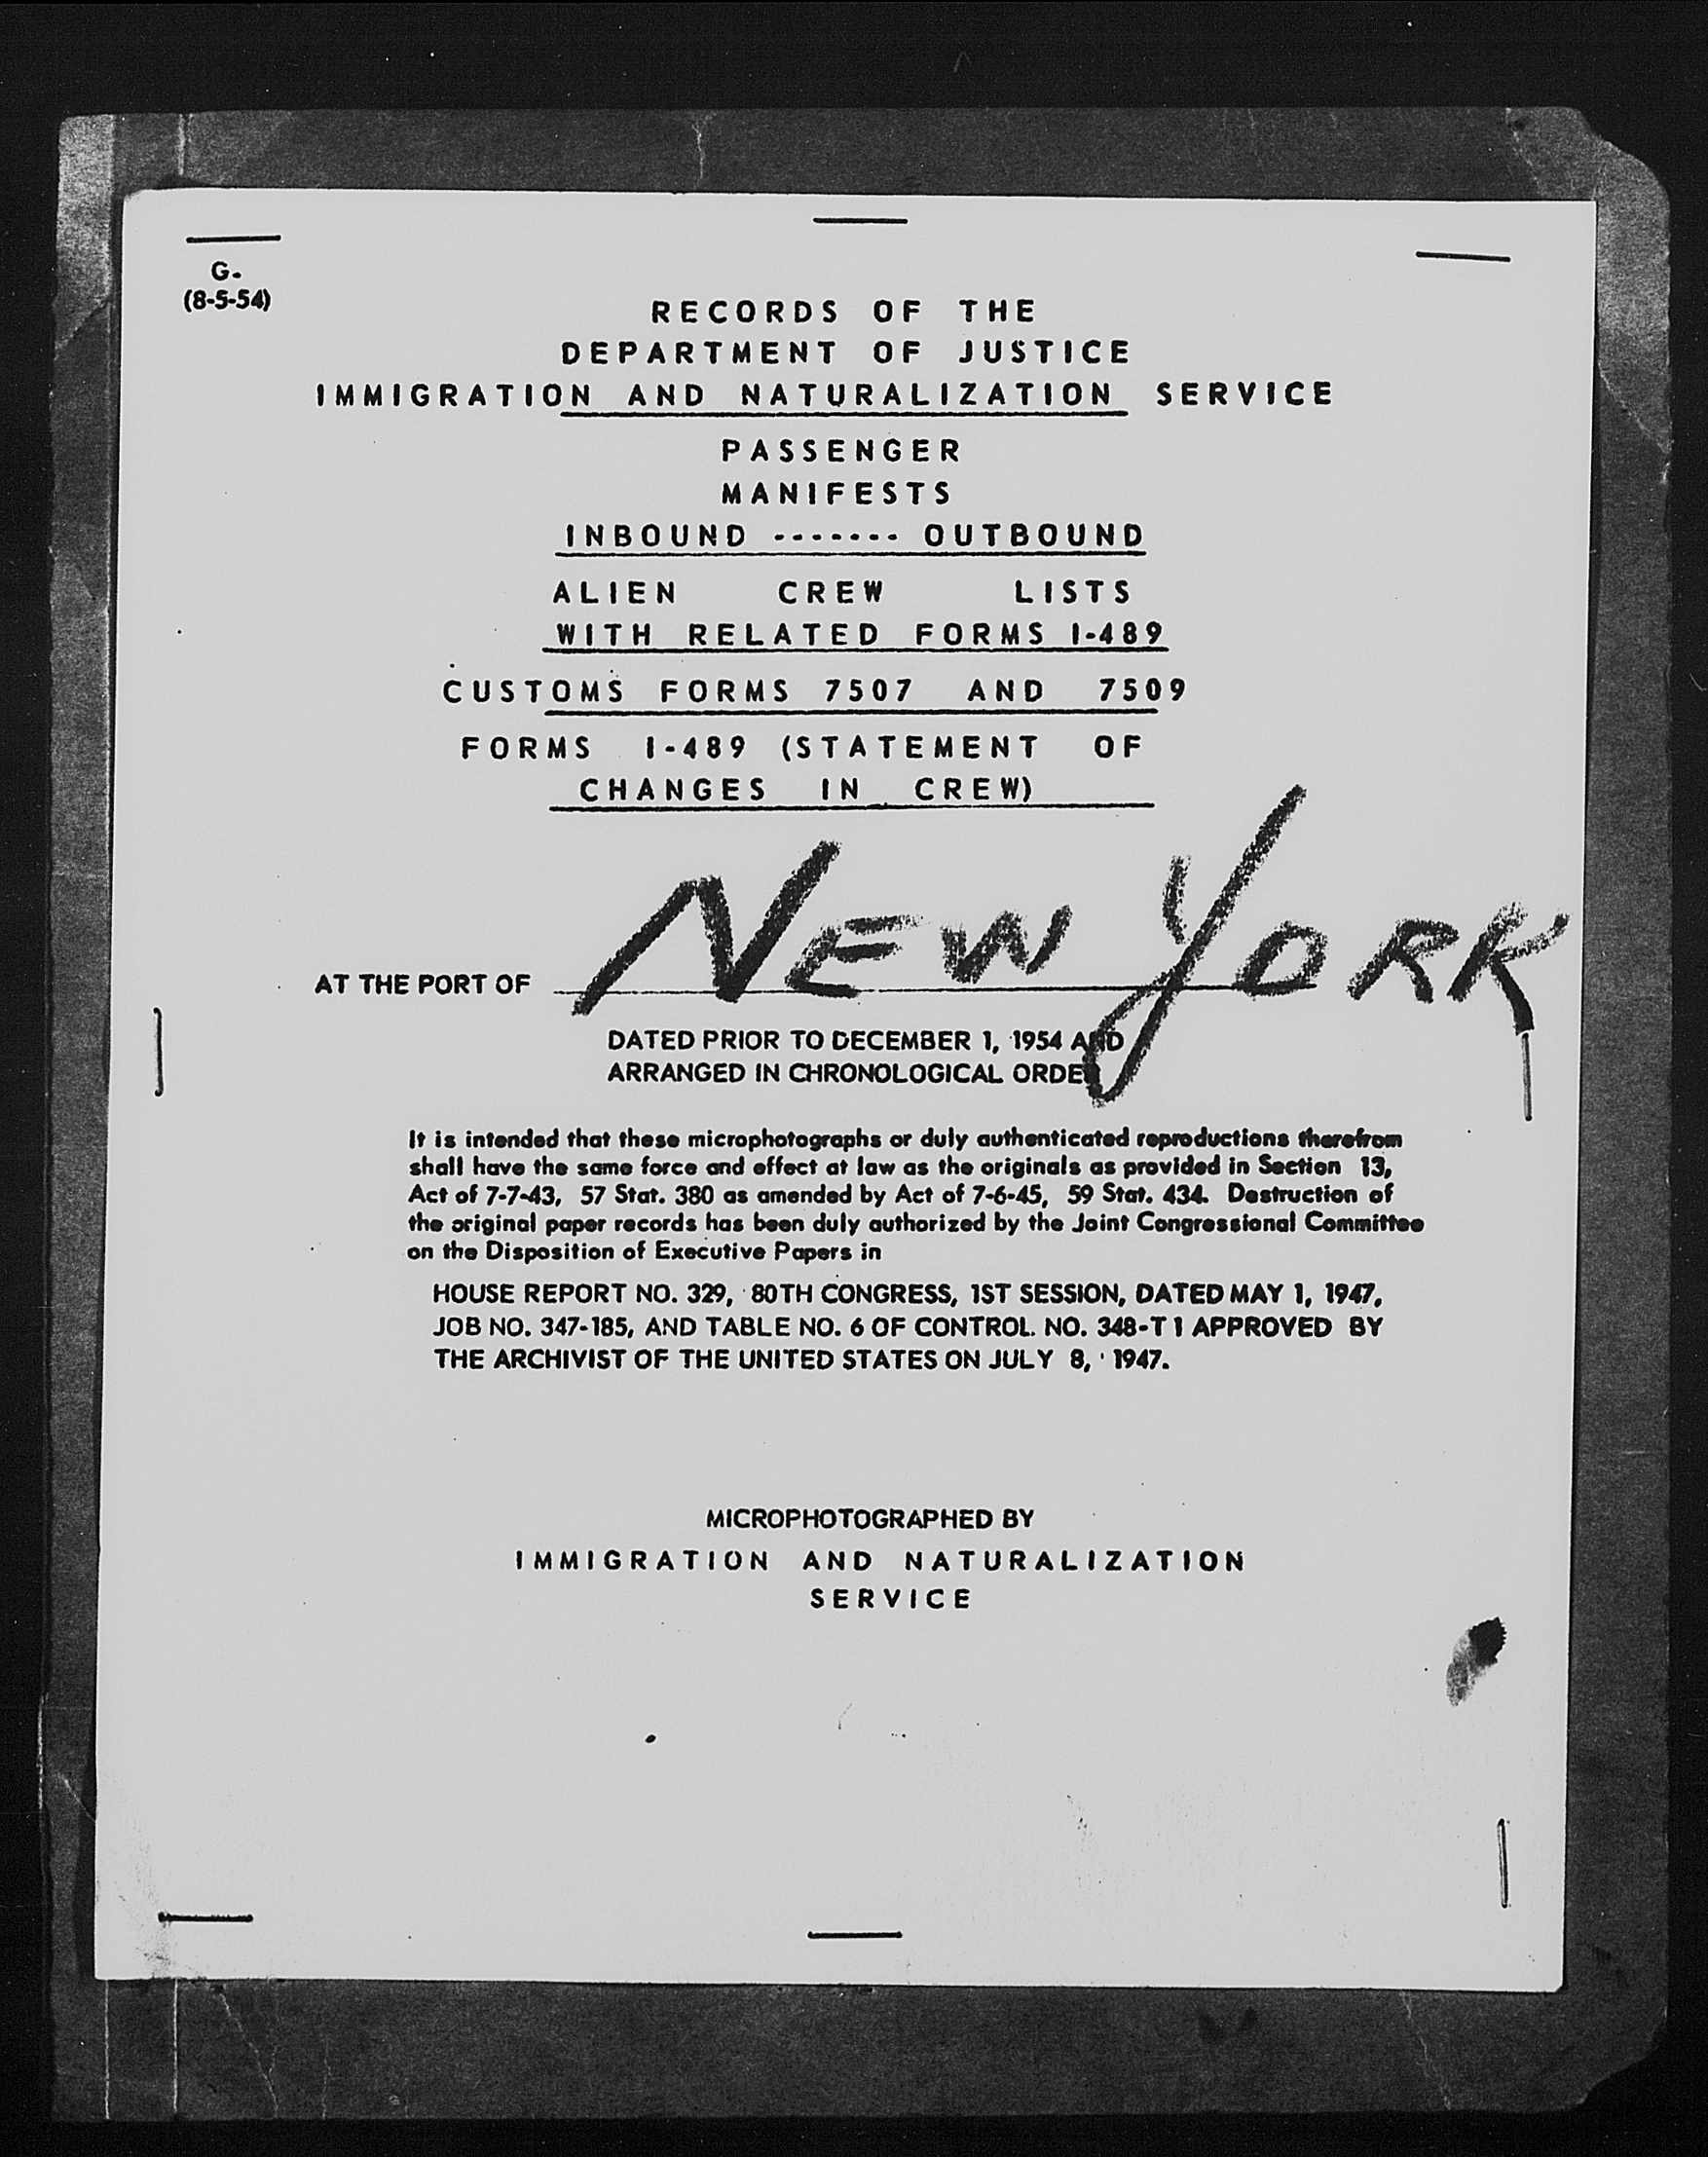 G-
(8-5-54)
RECORDS OF THE
DEPARTMENT OF JUSTICE
IMMIGRATION AND NATURALIZATION SERVICE
PASSENGER
MANIFESTS
INBOUND ------- OUTBOUND
ALIEN CREW LISTS
WITH RELATED FORMS I-489
CUSTOMS FORMS 7507 AND 7509
FORMS I-489 (STATEMENT OF
CHANGES IN CREW)
AT THE PORT OF NEW YORK
DATED PRIOR TO DECEMBER 1, 1954 AND
ARRANGED IN CHRONOLOGICAL ORDER
It is intended that these microphotographs or duly authenticated reproductions therefrom
shall have the same force and effect at law as the originals as provided in Section 13,
Act of 7-7-43, 57 Stat. 380 as amended by Act of 7-6-45, 59 Stat. 434. Destruction of
the original paper records has been duly authorized by the Joint Congressional Committee
on the Disposition of Executive Papers in
HOUSE REPORT NO. 329, 80TH CONGRESS, 1ST SESSION, DATED MAY 1, 1947,
JOB NO. 347-185, AND TABLE NO. 6 OF CONTROL NO. 348-T1 APPROVED BY
THE ARCHIVIST OF THE UNITED STATES ON JULY 8, 1947.
MICROPHOTOGRAPHED BY
IMMIGRATION AND NATURALIZATION
SERVICE